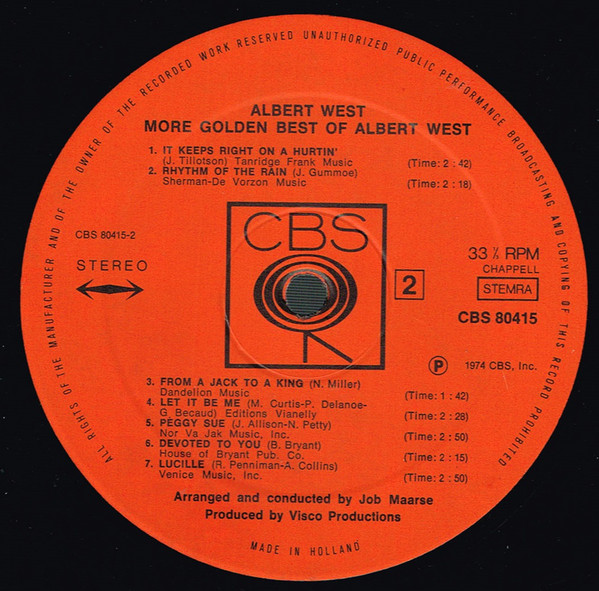 ALL RIGHTS OF THE MANUFACTURER AND OF THE OWNER OF THE RECORDED WORK RESERVED UNAUTHORIZED PUBLIC PERFORMANCE BROADCASTING AND COPYING OF THIS RECORD PROHIBITED
ALBERT WEST
MORE GOLDEN BEST OF ALBERT WEST
1. IT KEEPS RIGHT ON A HURTIN'
(J. Tillotson) Tanridge Frank Music (Time: 2 : 42)
2. RHYTHM OF THE RAIN (J. Gummoe)
Sherman-De Vorzon Music (Time: 2 : 18)
CBS
CBS 80415-2
STEREO
2
33⅓ RPM
CHAPPELL
STEMRA
CBS 80415
Ⓟ 1974 CBS, Inc.
3. FROM A JACK TO A KING (N. Miller)
Dandelion Music (Time: 1 : 42)
4. LET IT BE ME (M. Curtis-P. Delanoe-
G. Becaud) Editions Vianelly (Time: 2 : 28)
5. PEGGY SUE (J. Allison-N. Petty)
Nor Va Jak Music, Inc. (Time: 2 : 50)
6. DEVOTED TO YOU (B. Bryant)
House of Bryant Pub. Co. (Time: 2 : 15)
7. LUCILLE (R. Penniman-A. Collins)
Venice Music, Inc. (Time: 2 : 50)
Arranged and conducted by Job Maarse
Produced by Visco Productions
MADE IN HOLLAND